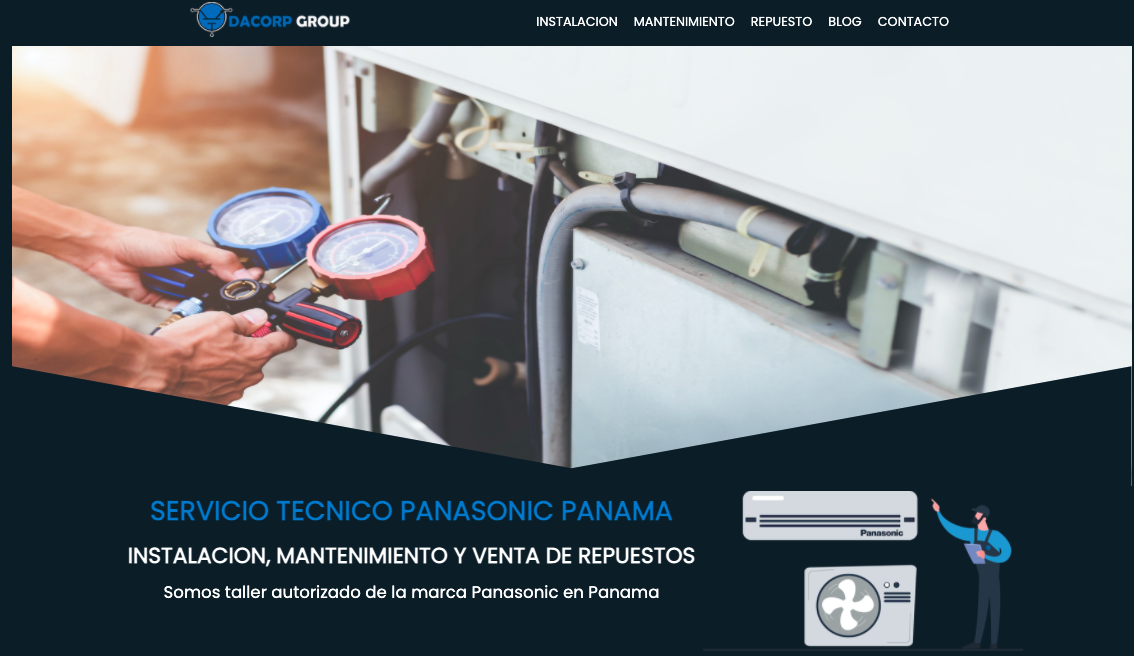 DACORP GROUP
INSTALACION MANTENIMIENTO REPUESTO BLOG CONTACTO
SERVICIO TECNICO PANASONIC PANAMA
INSTALACION, MANTENIMIENTO Y VENTA DE REPUESTOS
Somos taller autorizado de la marca Panasonic en Panama
Panasonic